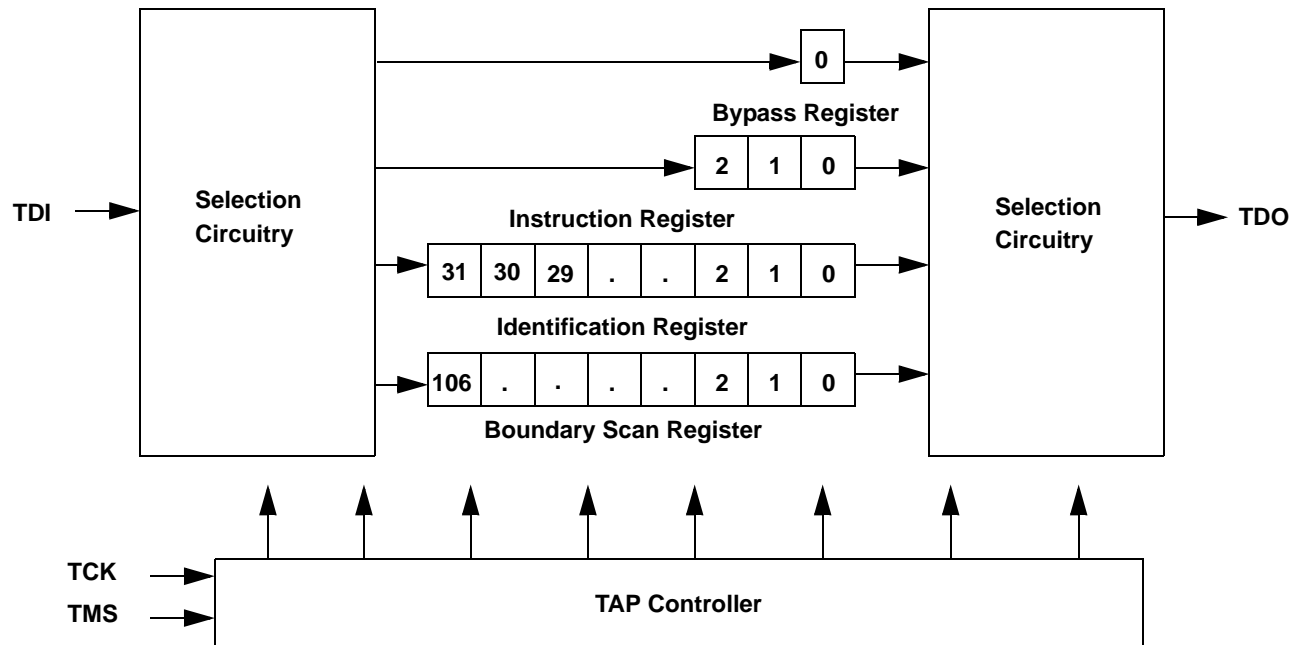 0
Bypass Register
2 1 0
Selection
Circuitry
Selection
Circuitry
TDI
TDO
Instruction Register
31 30 29 . . 2 1 0
Identification Register
106 . . . . 2 1 0
Boundary Scan Register
TCK
TMS
TAP Controller